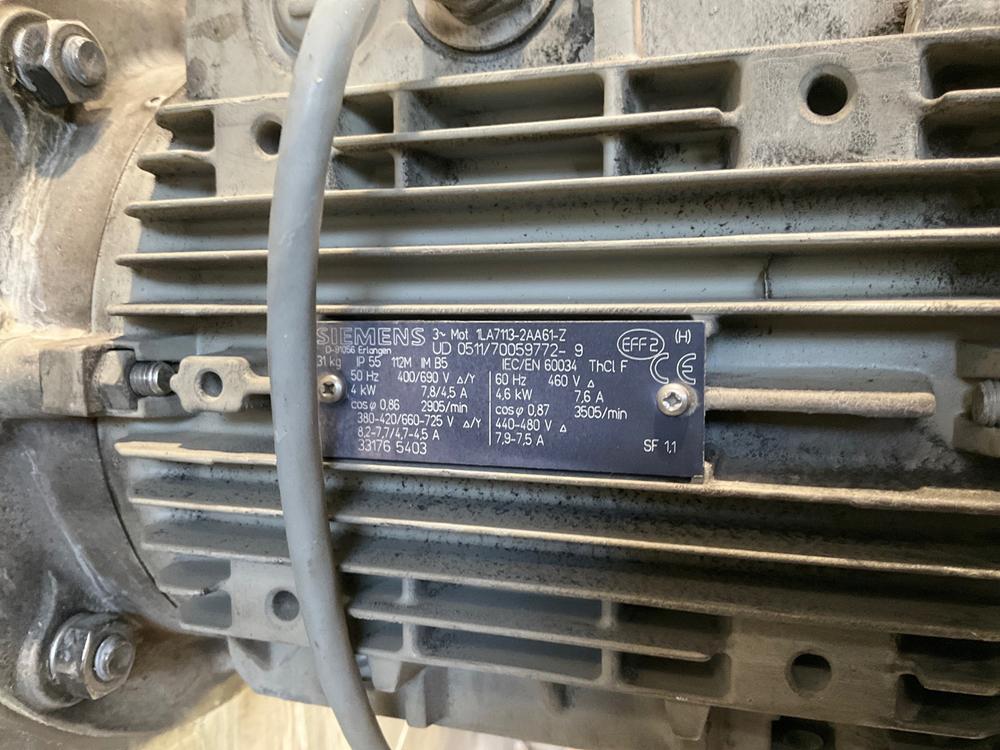 SIEMENS 3~ Mot 1LA7113-2AA61-Z (H)
D-91056 Erlangen UD 0511/70059772-9 EFF2
31 kg IP 55 112M IM B5 IEC/EN 60034 ThCl F CE
50 Hz 400/690 V Δ/Y 60 Hz 460 V Δ
4 kW 7,8/4,5 A 4,6 kW 7,6 A
cos φ 0,86 2905/min cos φ 0,87 3505/min
380-420/660-725 V Δ/Y 440-480 V Δ
8,2-7,7/4,7-4,5 A 7,9-7,5 A SF 1,1
33176 5403